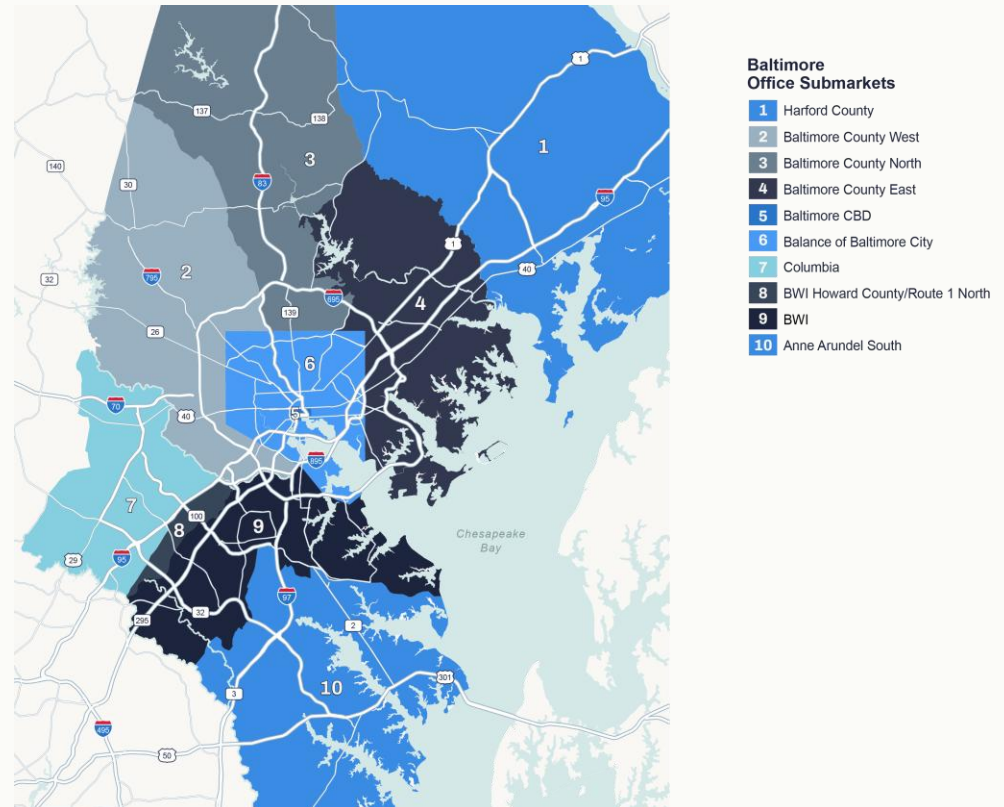 1
1
137
138
3
140
83
30
95
1
2
40
32
795
695
4
139
26
6
70
40
5
895
7
100
8
9
Chesapeake
Bay
29
95
97
32
295
2
301
10
3
495
50
Baltimore
Office Submarkets
1 Harford County
2 Baltimore County West
3 Baltimore County North
4 Baltimore County East
5 Baltimore CBD
6 Balance of Baltimore City
7 Columbia
8 BWI Howard County/Route 1 North
9 BWI
10 Anne Arundel South